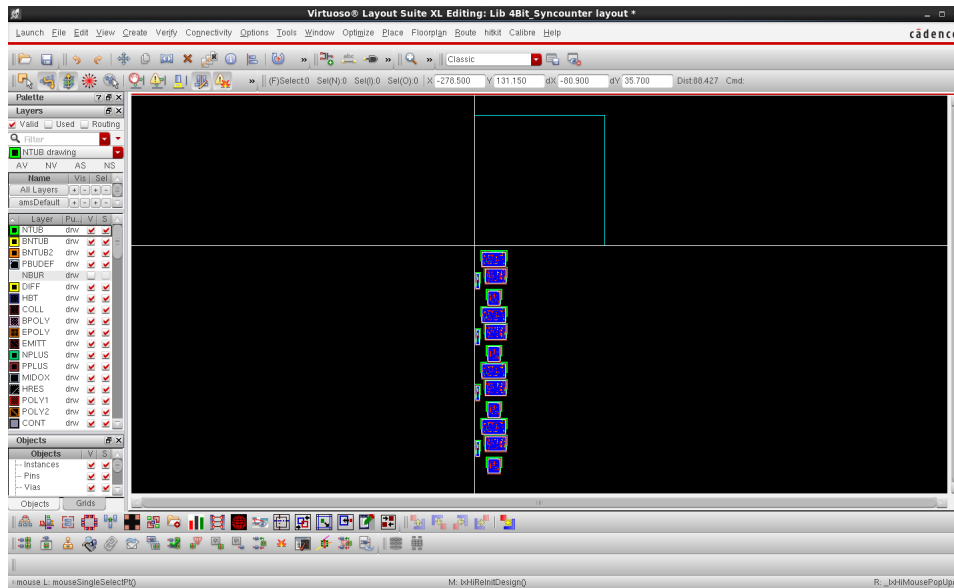 Virtuoso® Layout Suite XL Editing: Lib 4Bit_Syncounter layout *
Launch File Edit View Create Verify Connectivity Options Tools Window Optimize Place Floorplan Route hitkit Calibre Help
cādence
» » » Classic
» (F)Select:0 Sel(N):0 Sel(I):0 Sel(O):0 X -278.500 Y 131.150 dX -80.900 dY 35.700 Dist:88.427 Cmd:
Palette
Layers
Valid Used Routing
Filter
NTUB drawing
AV NV AS NS
Name Vis Sel
All Layers + - + -
amsDefault + - + -
Layer Pu... V S
NTUB drw
BNTUB drw
BNTUB2 drw
PBUDEF drw
NBUR drw
DIFF drw
HBT drw
COLL drw
BPOLY drw
EPOLY drw
EMITT drw
NPLUS drw
PPLUS drw
MIDOX drw
HRES drw
POLY1 drw
POLY2 drw
CONT drw
Objects
Objects V S
Instances
Pins
Vias
Objects Grids
mouse L: mouseSingleSelectPt() M: lxHiReInitDesign() R: _lxHiMousePopUp(